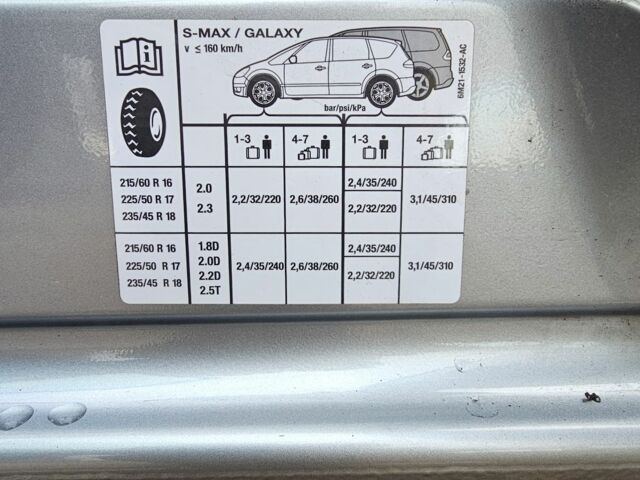 S-MAX / GALAXY
v ≤ 160 km/h
6M21-1532-AC
bar/psi/kPa
1-3 4-7 1-3 4-7
215/60 R 16
225/50 R 17
235/45 R 18
2.0
2.3
2,2/32/220
2,6/38/260
2,4/35/240
2,2/32/220
3,1/45/310
215/60 R 16
225/50 R 17
235/45 R 18
1.8D
2.0D
2.2D
2.5T
2,4/35/240
2,6/38/260
2,4/35/240
2,2/32/220
3,1/45/310